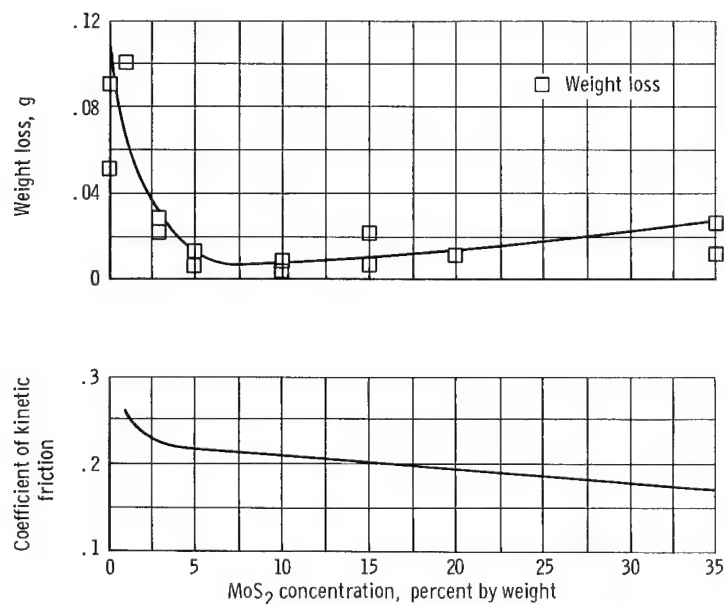 .12
.08
.04
0
Weight loss, g
Weight loss
.3
.2
.1
Coefficient of kinetic
friction
0 5 10 15 20 25 30 35
MoS2 concentration, percent by weight